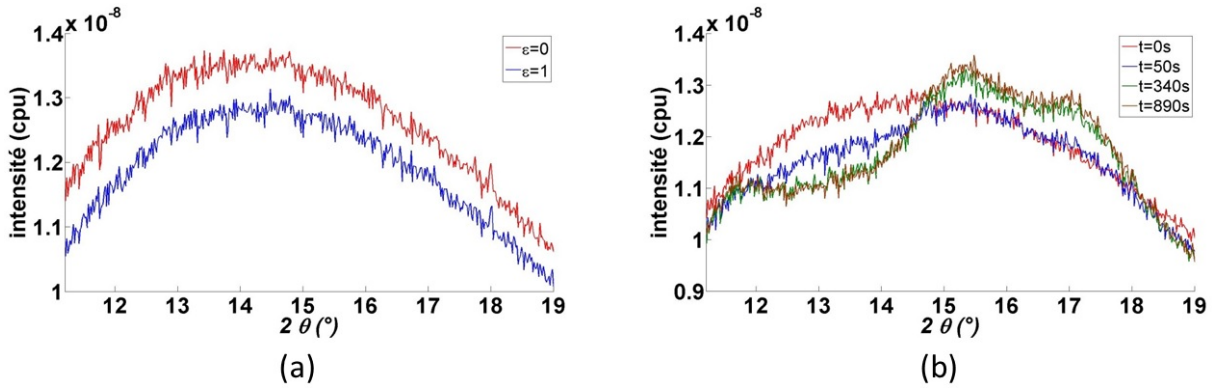 x 10⁻⁸
1.4
1.3
1.2
1.1
1
intensité (cpu)
12 13 14 15 16 17 18 19
2 θ (°)
ε=0
ε=1
(a)
x 10⁻⁸
1.4
1.3
1.2
1.1
1
0.9
intensité (cpu)
12 13 14 15 16 17 18 19
2 θ (°)
t=0s
t=50s
t=340s
t=890s
(b)